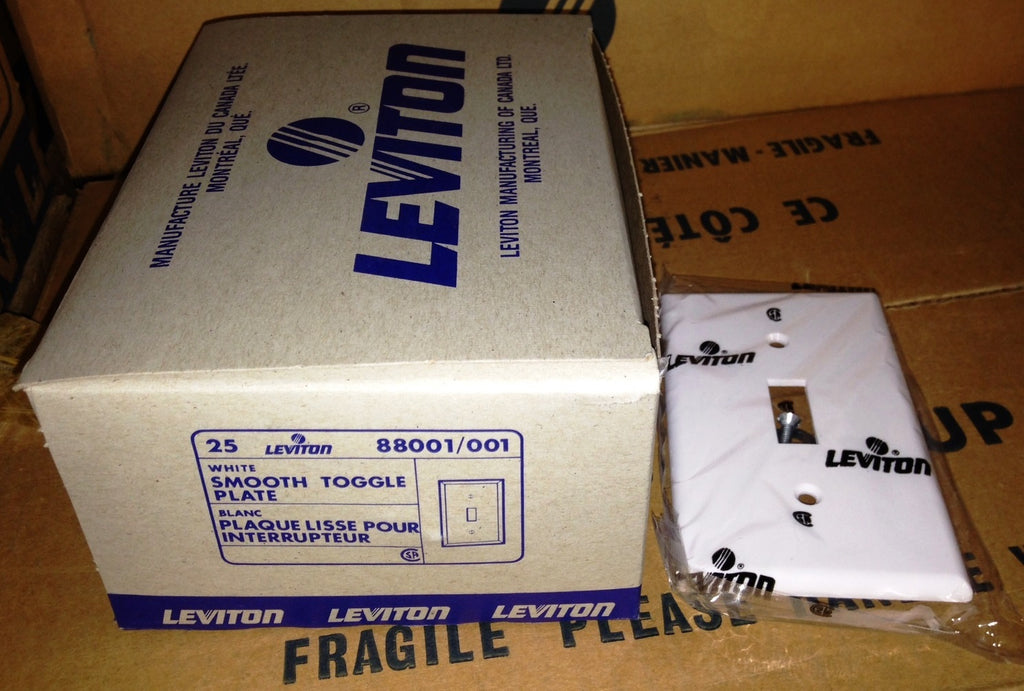 MANUFACTURE LEVITON DU CANADA LTÉE.
MONTRÉAL, QUÉ.
®
LEVITON
LEVITON MANUFACTURING OF CANADA LTD.
MONTREAL, QUE.
25 LEVITON 88001/001
WHITE
SMOOTH TOGGLE
PLATE
BLANC
PLAQUE LISSE POUR
INTERRUPTEUR
LEVITON LEVITON LEVITON
FRAGILE-MANIER
CE CÔTÉ
UP
FRAGILE PLEASE HANDLE
LEVITON
LEVITON®
LEVITON®